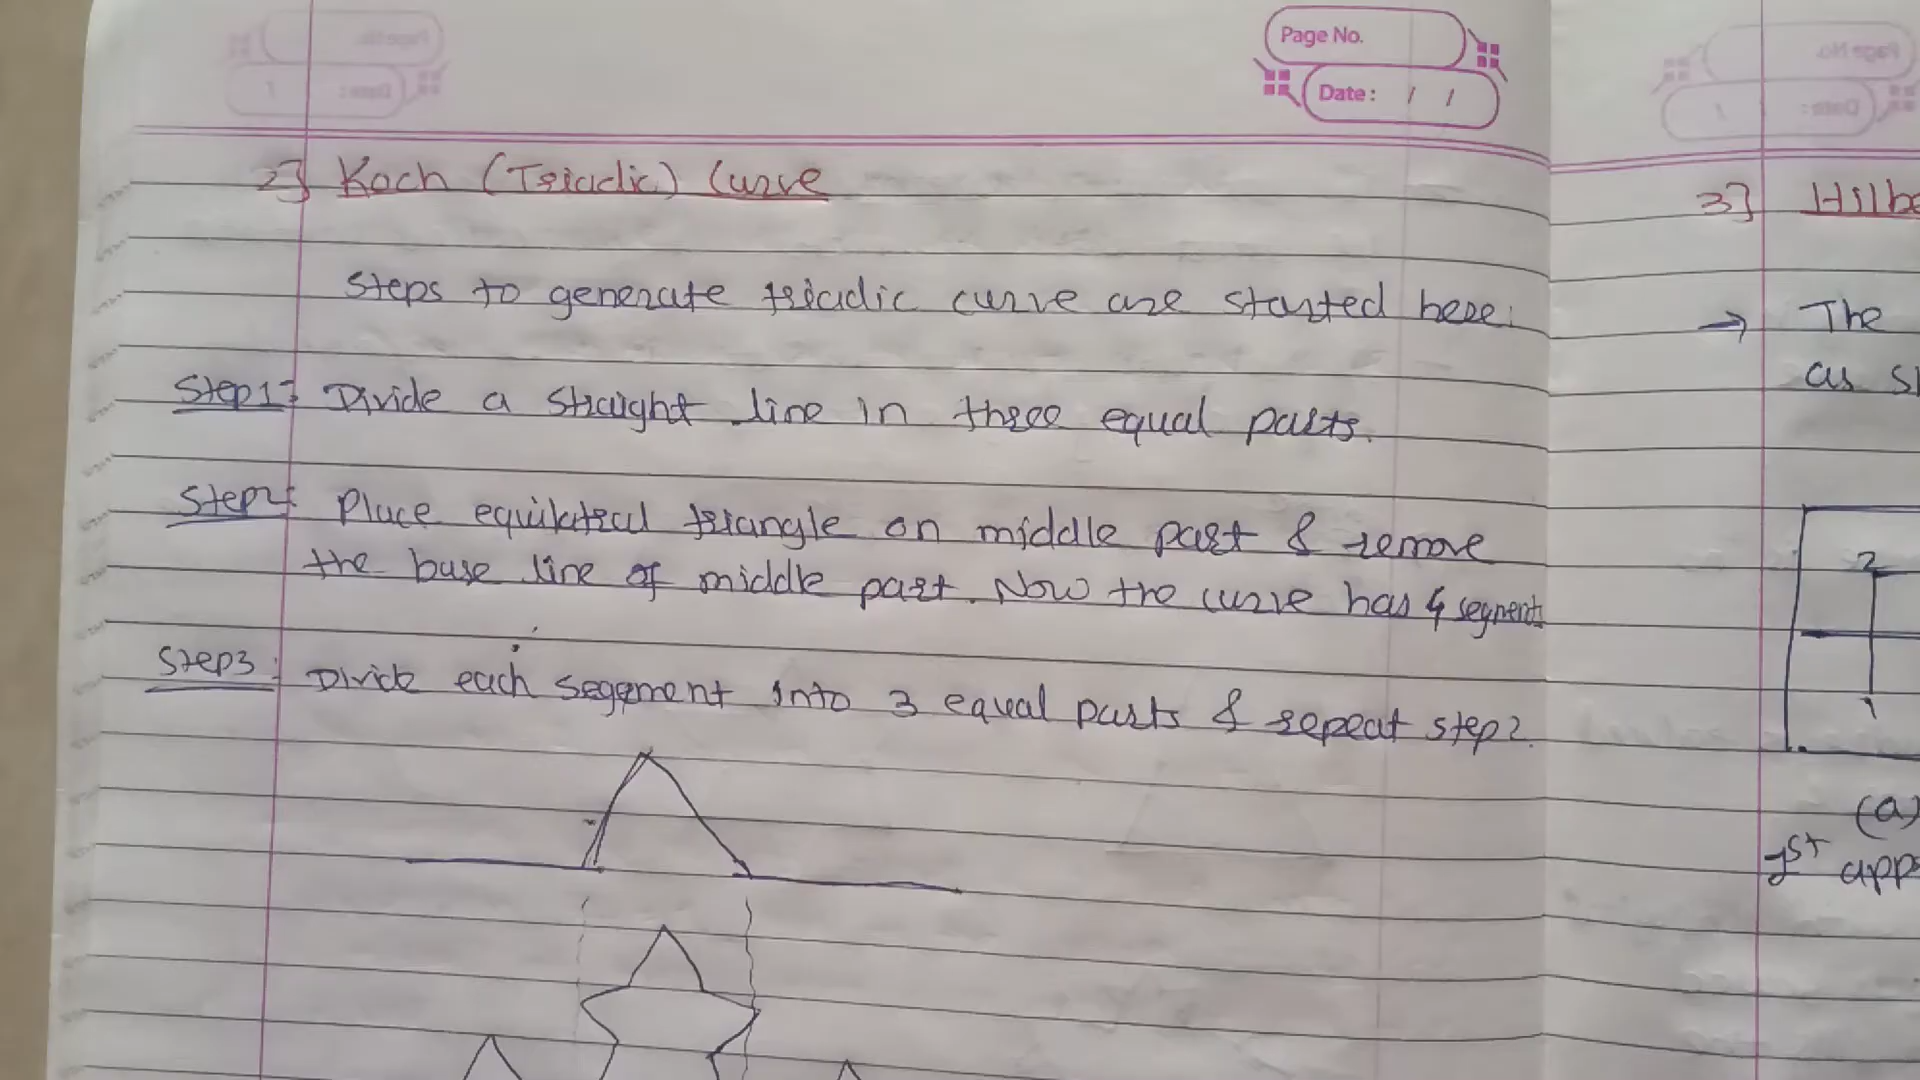 Page No.
Date: / /
2] Koch (Triadic) Curve
Steps to generate triadic curve are started here:
Step1: Divide a straight line in three equal parts.
Step2: Place equilatral triangle on middle part & remove
the base line of middle part. Now the curve has 4 segments
Step3: Divide each segement into 3 equal parts & repeat step2.
3] Hilbe
→ The
as s
2
1
(a)
1st app